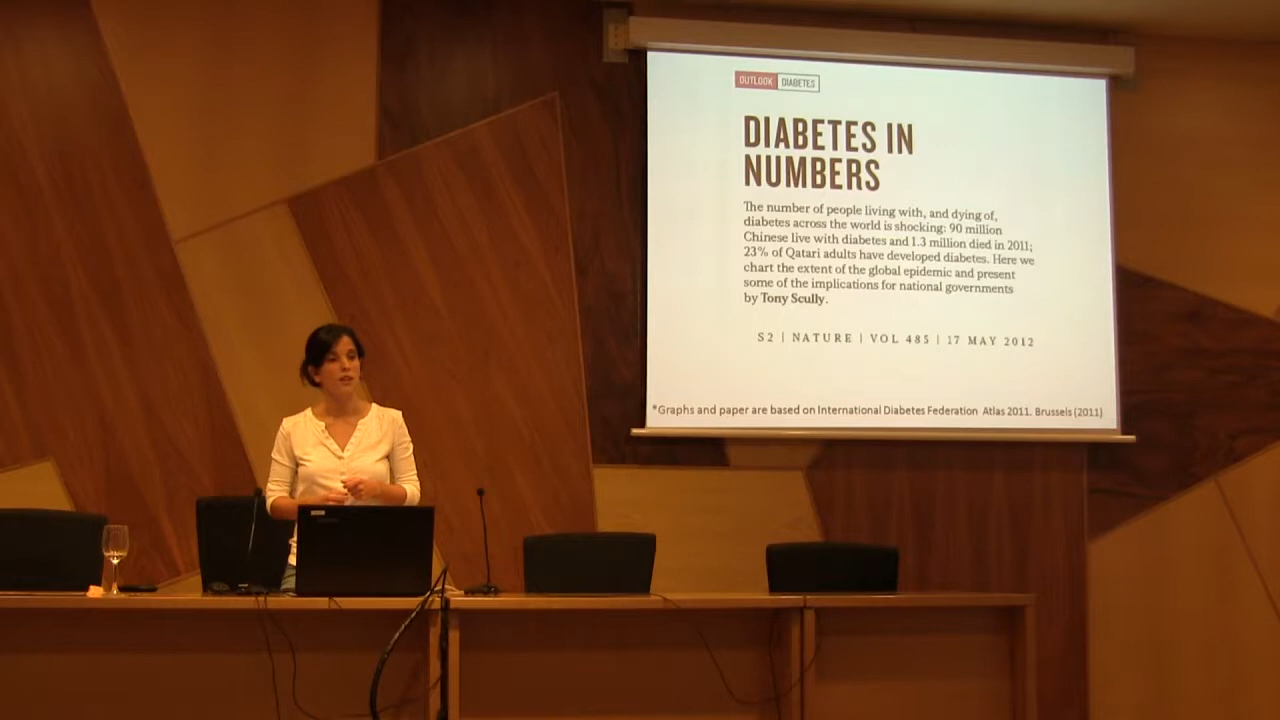 OUTLOOK DIABETES
DIABETES IN
NUMBERS
The number of people living with, and dying of,
diabetes across the world is shocking: 90 million
Chinese live with diabetes and 1.3 million died in 2011;
23% of Qatari adults have developed diabetes. Here we
chart the extent of the global epidemic and present
some of the implications for national governments
by Tony Scully.
S2 | NATURE | VOL 485 | 17 MAY 2012
*Graphs and paper are based on International Diabetes Federation Atlas 2011. Brussels (2011)